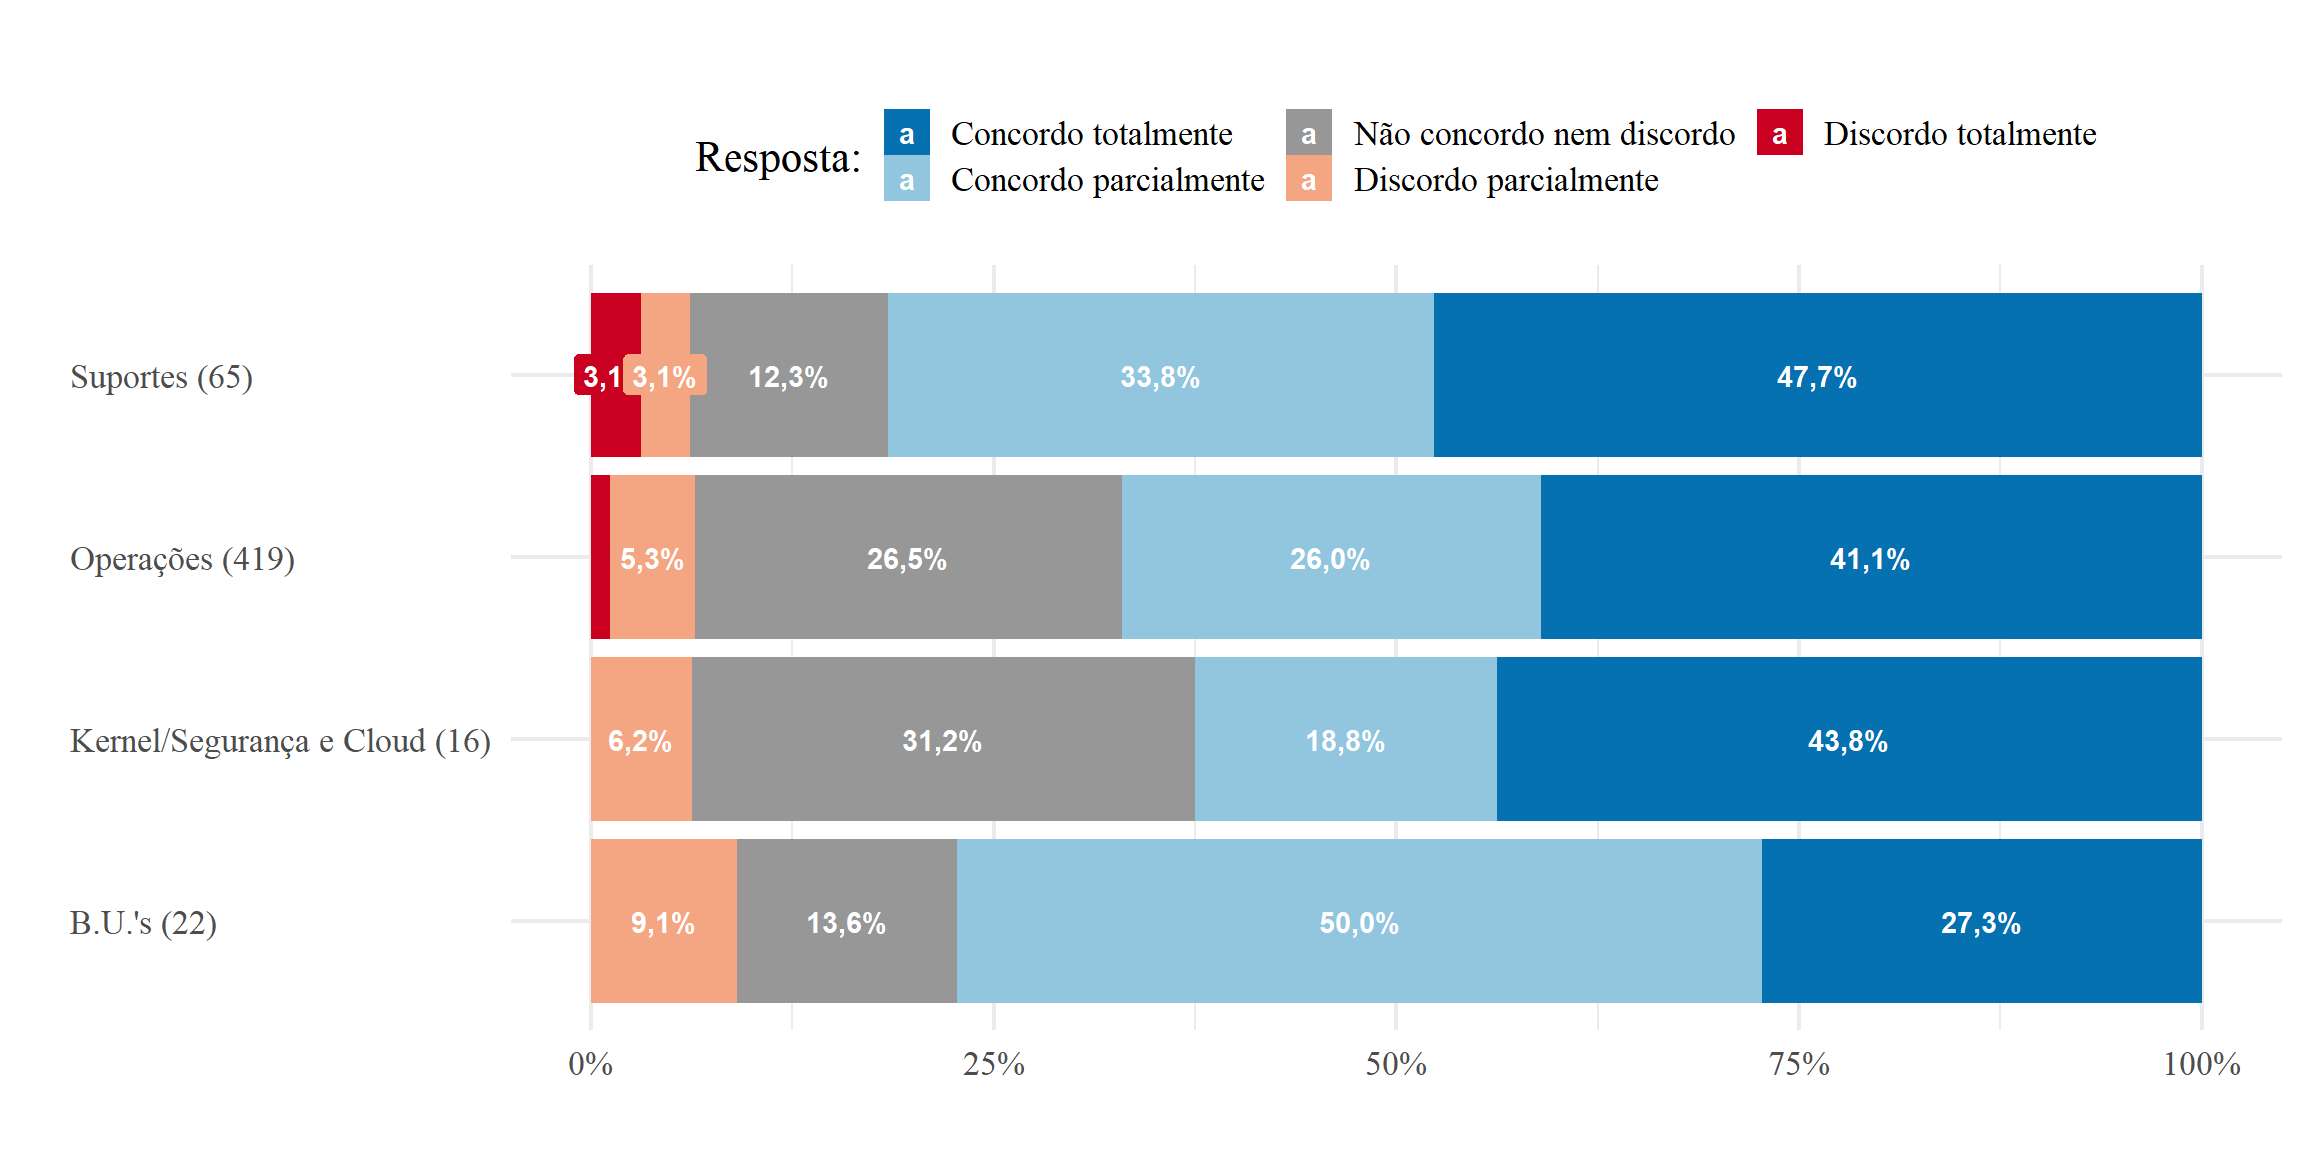 Resposta:
a Concordo totalmente a Não concordo nem discordo a Discordo totalmente
a Concordo parcialmente a Discordo parcialmente
Suportes (65) 3,1 3,1% 12,3% 33,8% 47,7%
Operações (419) 5,3% 26,5% 26,0% 41,1%
Kernel/Segurança e Cloud (16) 6,2% 31,2% 18,8% 43,8%
B.U.'s (22) 9,1% 13,6% 50,0% 27,3%
0% 25% 50% 75% 100%